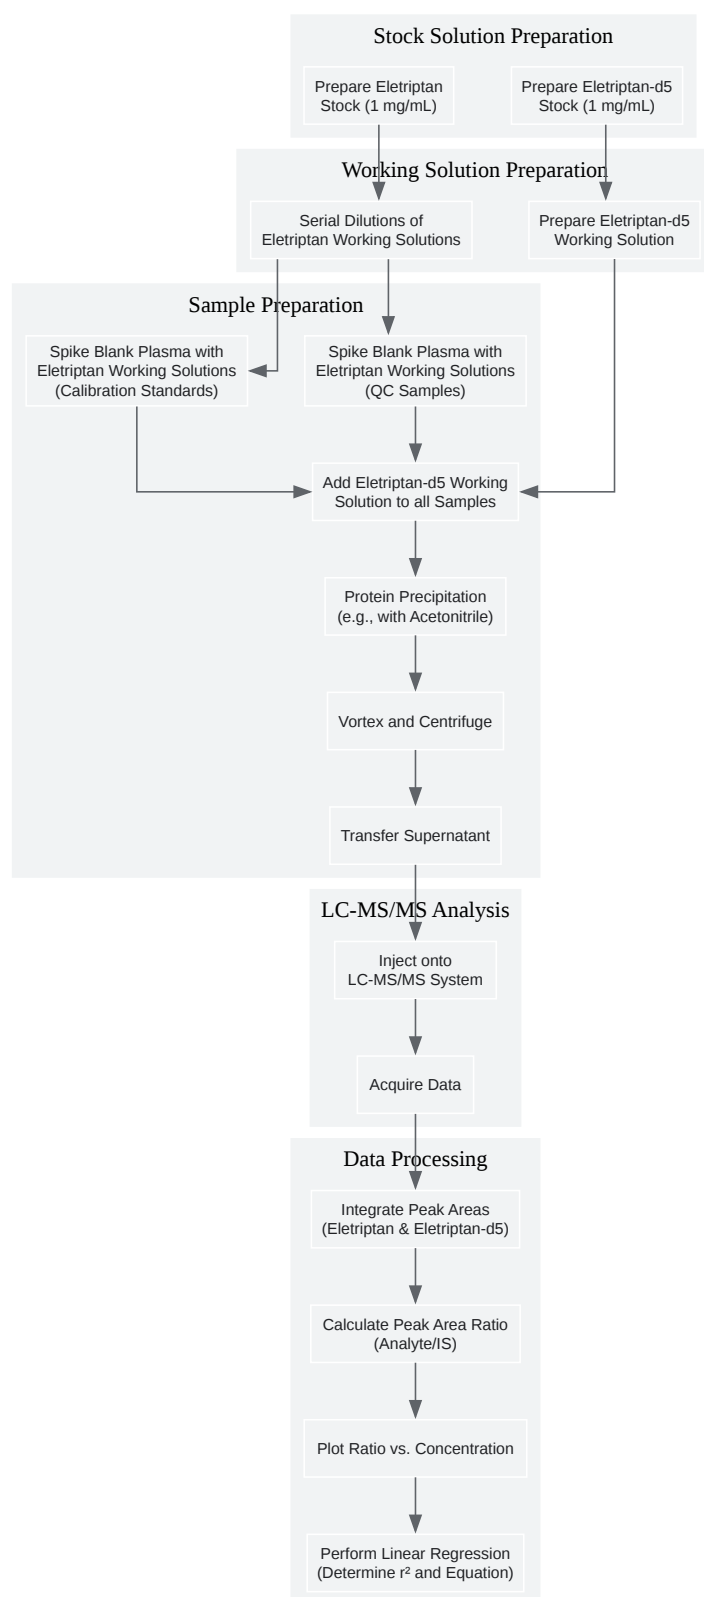 Stock Solution Preparation
Prepare Eletriptan
Stock (1 mg/mL)
Prepare Eletriptan-d5
Stock (1 mg/mL)
Working Solution Preparation
Serial Dilutions of
Eletriptan Working Solutions
Prepare Eletriptan-d5
Working Solution
Sample Preparation
Spike Blank Plasma with
Eletriptan Working Solutions
(Calibration Standards)
Spike Blank Plasma with
Eletriptan Working Solutions
(QC Samples)
Add Eletriptan-d5 Working
Solution to all Samples
Protein Precipitation
(e.g., with Acetonitrile)
Vortex and Centrifuge
Transfer Supernatant
LC-MS/MS Analysis
Inject onto
LC-MS/MS System
Acquire Data
Data Processing
Integrate Peak Areas
(Eletriptan & Eletriptan-d5)
Calculate Peak Area Ratio
(Analyte/IS)
Plot Ratio vs. Concentration
Perform Linear Regression
(Determine r² and Equation)